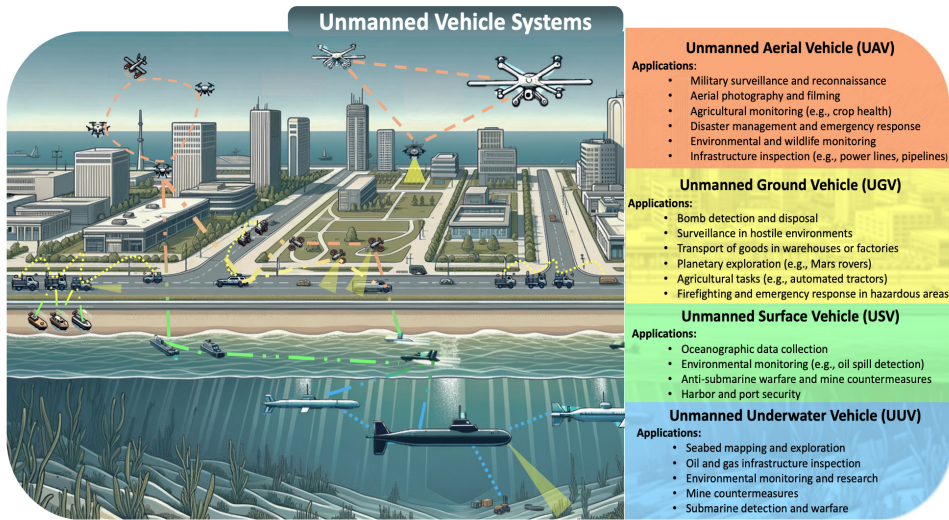 Unmanned Vehicle Systems
Unmanned Aerial Vehicle (UAV)
Applications:
• Military surveillance and reconnaissance
• Aerial photography and filming
• Agricultural monitoring (e.g., crop health)
• Disaster management and emergency response
• Environmental and wildlife monitoring
• Infrastructure inspection (e.g., power lines, pipelines)
Unmanned Ground Vehicle (UGV)
Applications:
• Bomb detection and disposal
• Surveillance in hostile environments
• Transport of goods in warehouses or factories
• Planetary exploration (e.g., Mars rovers)
• Agricultural tasks (e.g., automated tractors)
• Firefighting and emergency response in hazardous areas
Unmanned Surface Vehicle (USV)
Applications:
• Oceanographic data collection
• Environmental monitoring (e.g., oil spill detection)
• Anti-submarine warfare and mine countermeasures
• Harbor and port security
Unmanned Underwater Vehicle (UUV)
Applications:
• Seabed mapping and exploration
• Oil and gas infrastructure inspection
• Environmental monitoring and research
• Mine countermeasures
• Submarine detection and warfare